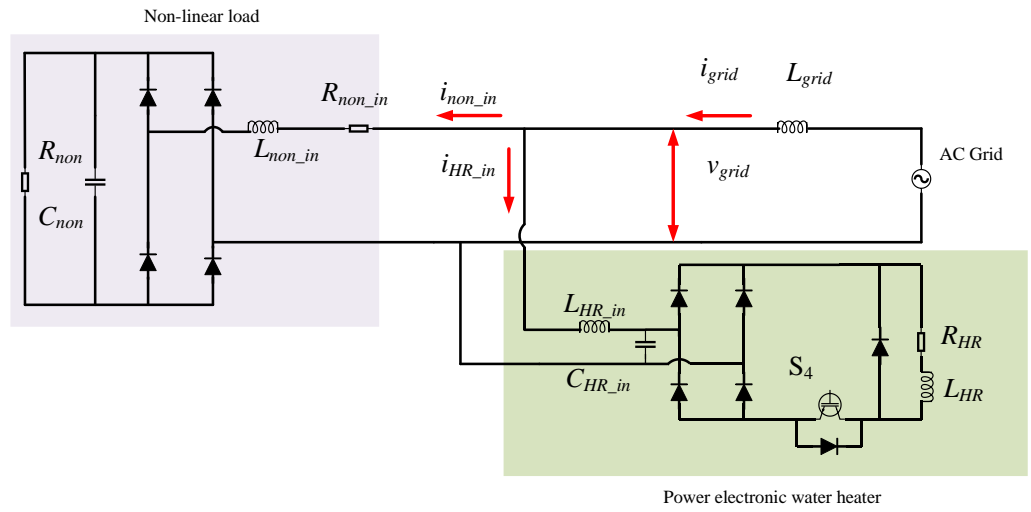 Non-linear load
i_grid
L_grid
i_non_in
R_non_in
L_non_in
R_non
C_non
i_HR_in
v_grid
AC Grid
L_HR_in
C_HR_in
S_4
R_HR
L_HR
Power electronic water heater